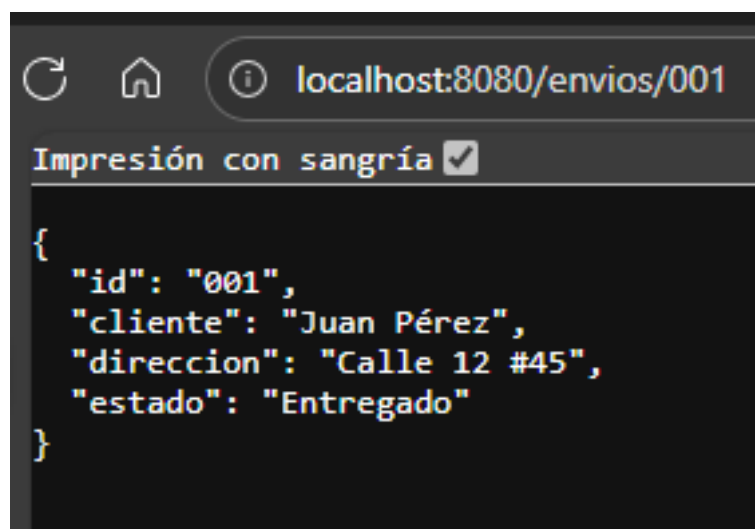 localhost:8080/envios/001
Impresión con sangría
{
  "id": "001",
  "cliente": "Juan Pérez",
  "direccion": "Calle 12 #45",
  "estado": "Entregado"
}